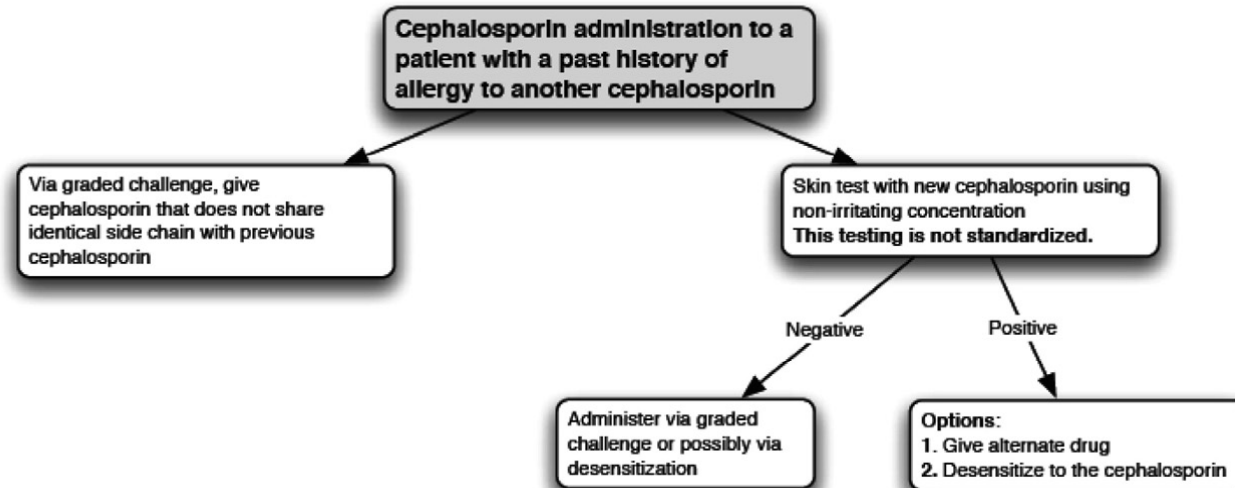 Cephalosporin administration to a
patient with a past history of
allergy to another cephalosporin
Via graded challenge, give
cephalosporin that does not share
identical side chain with previous
cephalosporin
Skin test with new cephalosporin using
non-irritating concentration
This testing is not standardized.
Negative
Positive
Administer via graded
challenge or possibly via
desensitization
Options:
1. Give alternate drug
2. Desensitize to the cephalosporin